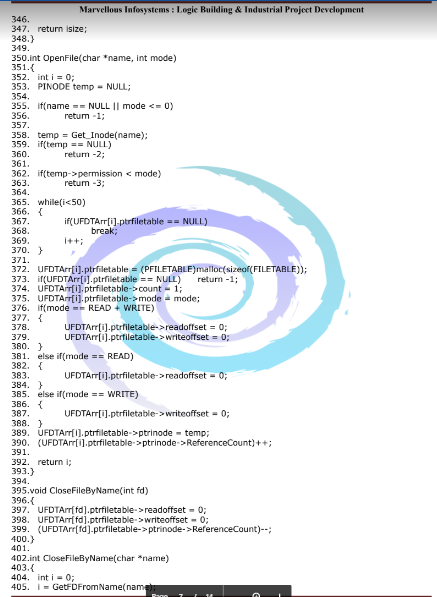 Marvellous Infosystems : Logic Building & Industrial Project Development
346.
347. return isize;
348.}
349.
350.int OpenFile(char *name, int mode)
351.{
352. int i = 0;
353. PINODE temp = NULL;
354.
355. if(name == NULL || mode <= 0)
356. return -1;
357.
358. temp = Get_Inode(name);
359. if(temp == NULL)
360. return -2;
361.
362. if(temp->permission < mode)
363. return -3;
364.
365. while(i<50)
366. {
367. if(UFDTArr[i].ptrfiletable == NULL)
368. break;
369. i++;
370. }
371.
372. UFDTArr[i].ptrfiletable = (PFILETABLE)malloc(sizeof(FILETABLE));
373. if(UFDTArr[i].ptrfiletable == NULL) return -1;
374. UFDTArr[i].ptrfiletable->count = 1;
375. UFDTArr[i].ptrfiletable->mode = mode;
376. if(mode == READ + WRITE)
377. {
378. UFDTArr[i].ptrfiletable->readoffset = 0;
379. UFDTArr[i].ptrfiletable->writeoffset = 0;
380. }
381. else if(mode == READ)
382. {
383. UFDTArr[i].ptrfiletable->readoffset = 0;
384. }
385. else if(mode == WRITE)
386. {
387. UFDTArr[i].ptrfiletable->writeoffset = 0;
388. }
389. UFDTArr[i].ptrfiletable->ptrinode = temp;
390. (UFDTArr[i].ptrfiletable->ptrinode->ReferenceCount)++;
391.
392. return i;
393.}
394.
395.void CloseFileByName(int fd)
396.{
397. UFDTArr[fd].ptrfiletable->readoffset = 0;
398. UFDTArr[fd].ptrfiletable->writeoffset = 0;
399. (UFDTArr[fd].ptrfiletable->ptrinode->ReferenceCount)--;
400.}
401.
402.int CloseFileByName(char *name)
403.{
404. int i = 0;
405. i = GetFDFromName(name);
Page 7 / 14